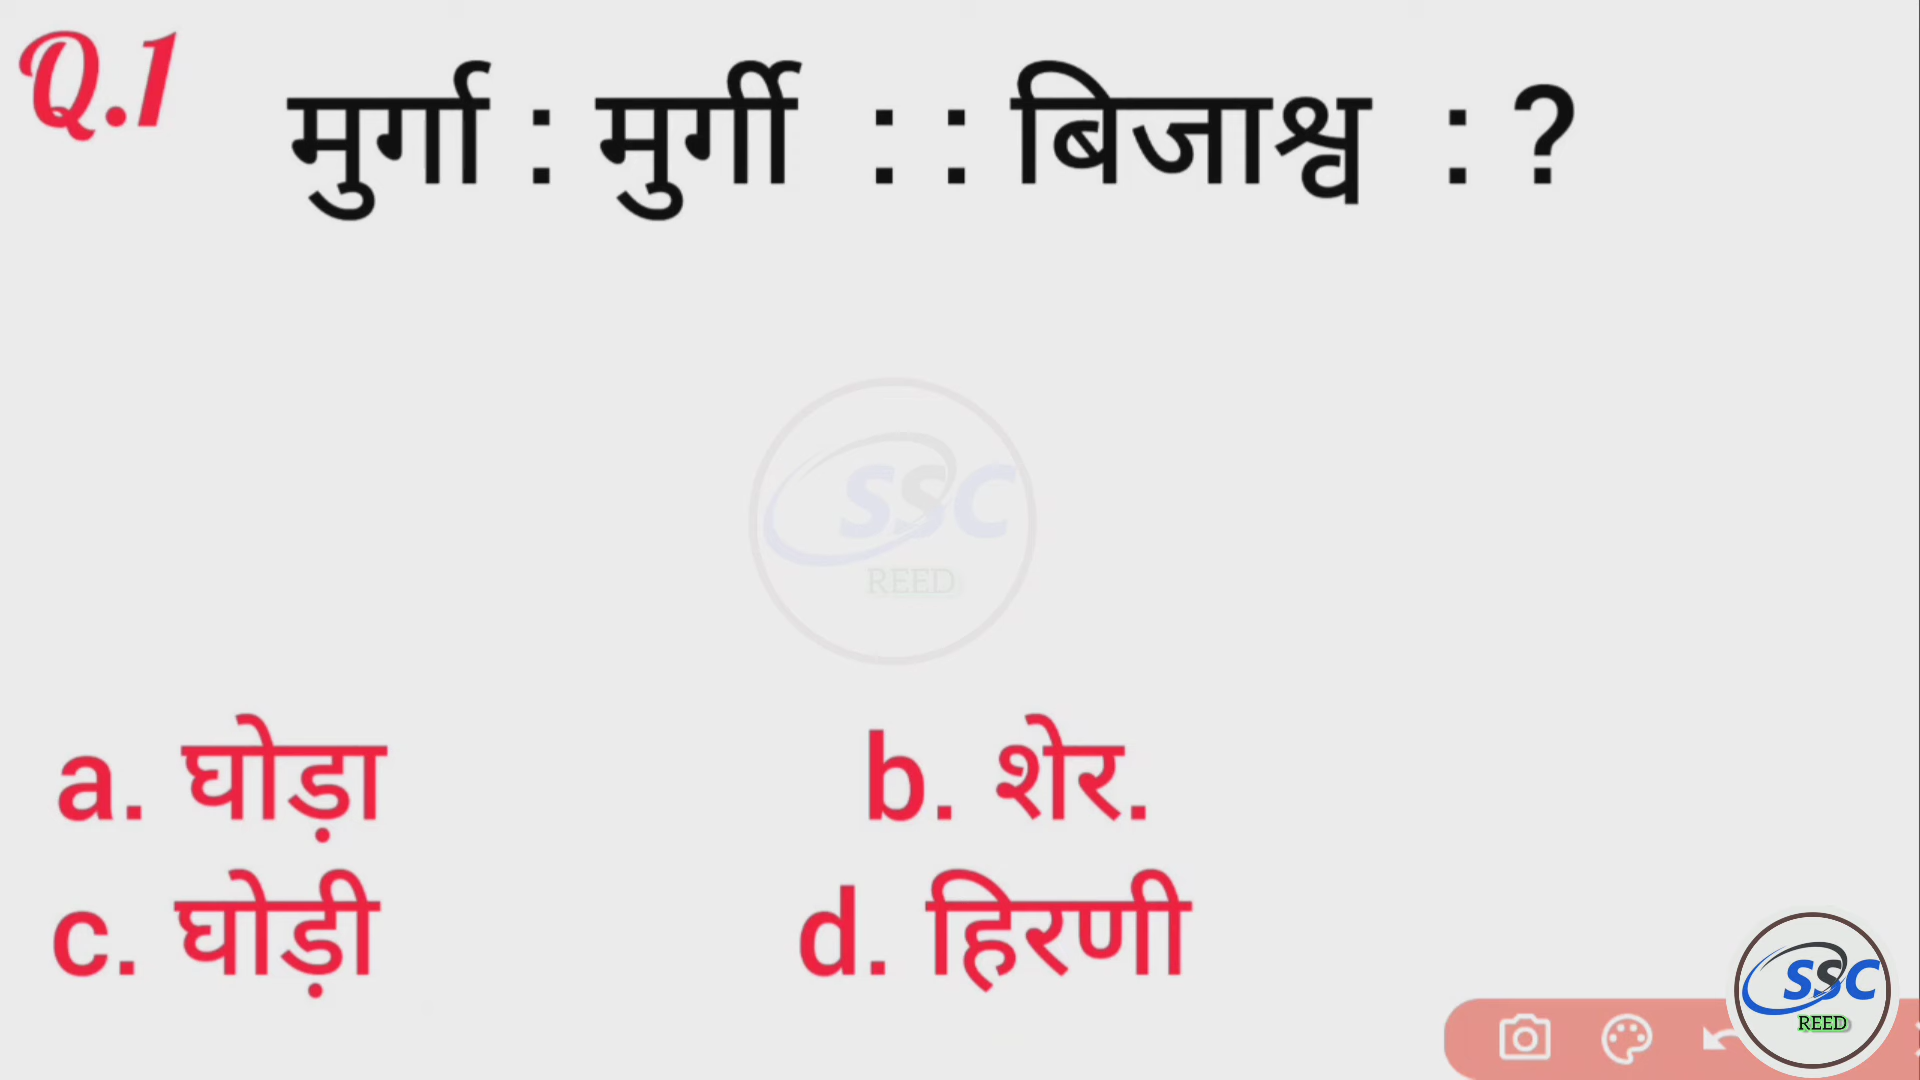 Q.1
मुर्गा : मुर्गी : : बिजाश्व : ?
SSC
REED
a. घोड़ा b. शेर.
c. घोड़ी d. हिरणी
SSC
REED